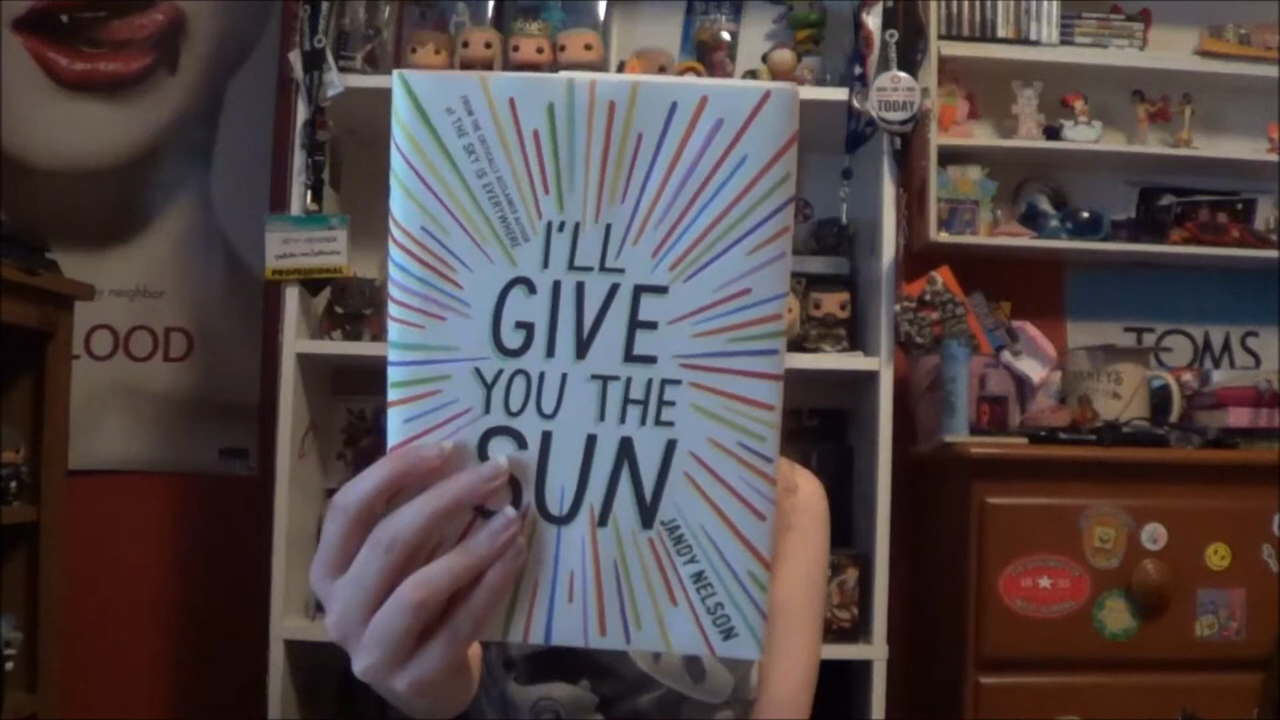 FROM THE CRITICALLY ACCLAIMED AUTHOR
of THE SKY IS EVERYWHERE
I'LL
GIVE
YOU THE
SUN
JANDY NELSON
neighbor
LOOD
TODAY
PROFESSIONAL
TOMS